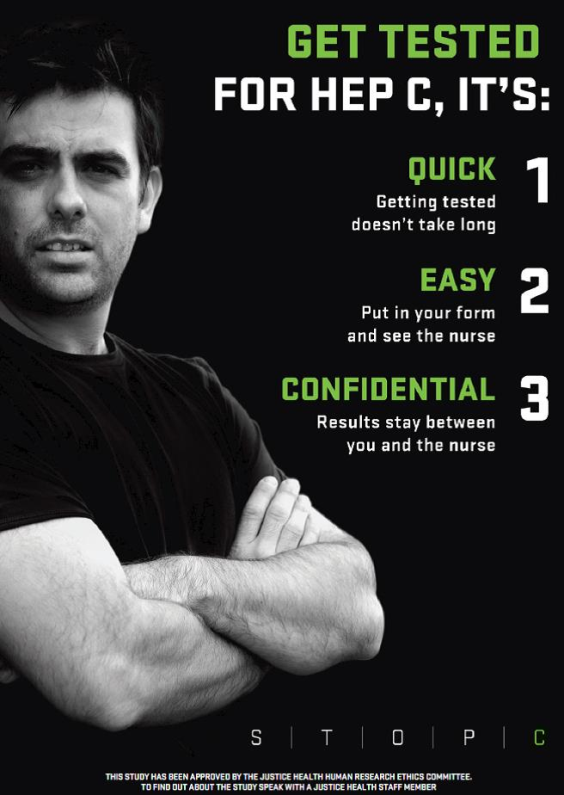 GET TESTED
FOR HEP C, IT'S:
QUICK 1
Getting tested
doesn't take long
EASY 2
Put in your form
and see the nurse
CONFIDENTIAL 3
Results stay between
you and the nurse
S | T | O | P | C
THIS STUDY HAS BEEN APPROVED BY THE JUSTICE HEALTH HUMAN RESEARCH ETHICS COMMITTEE.
TO FIND OUT ABOUT THE STUDY SPEAK WITH A JUSTICE HEALTH STAFF MEMBER